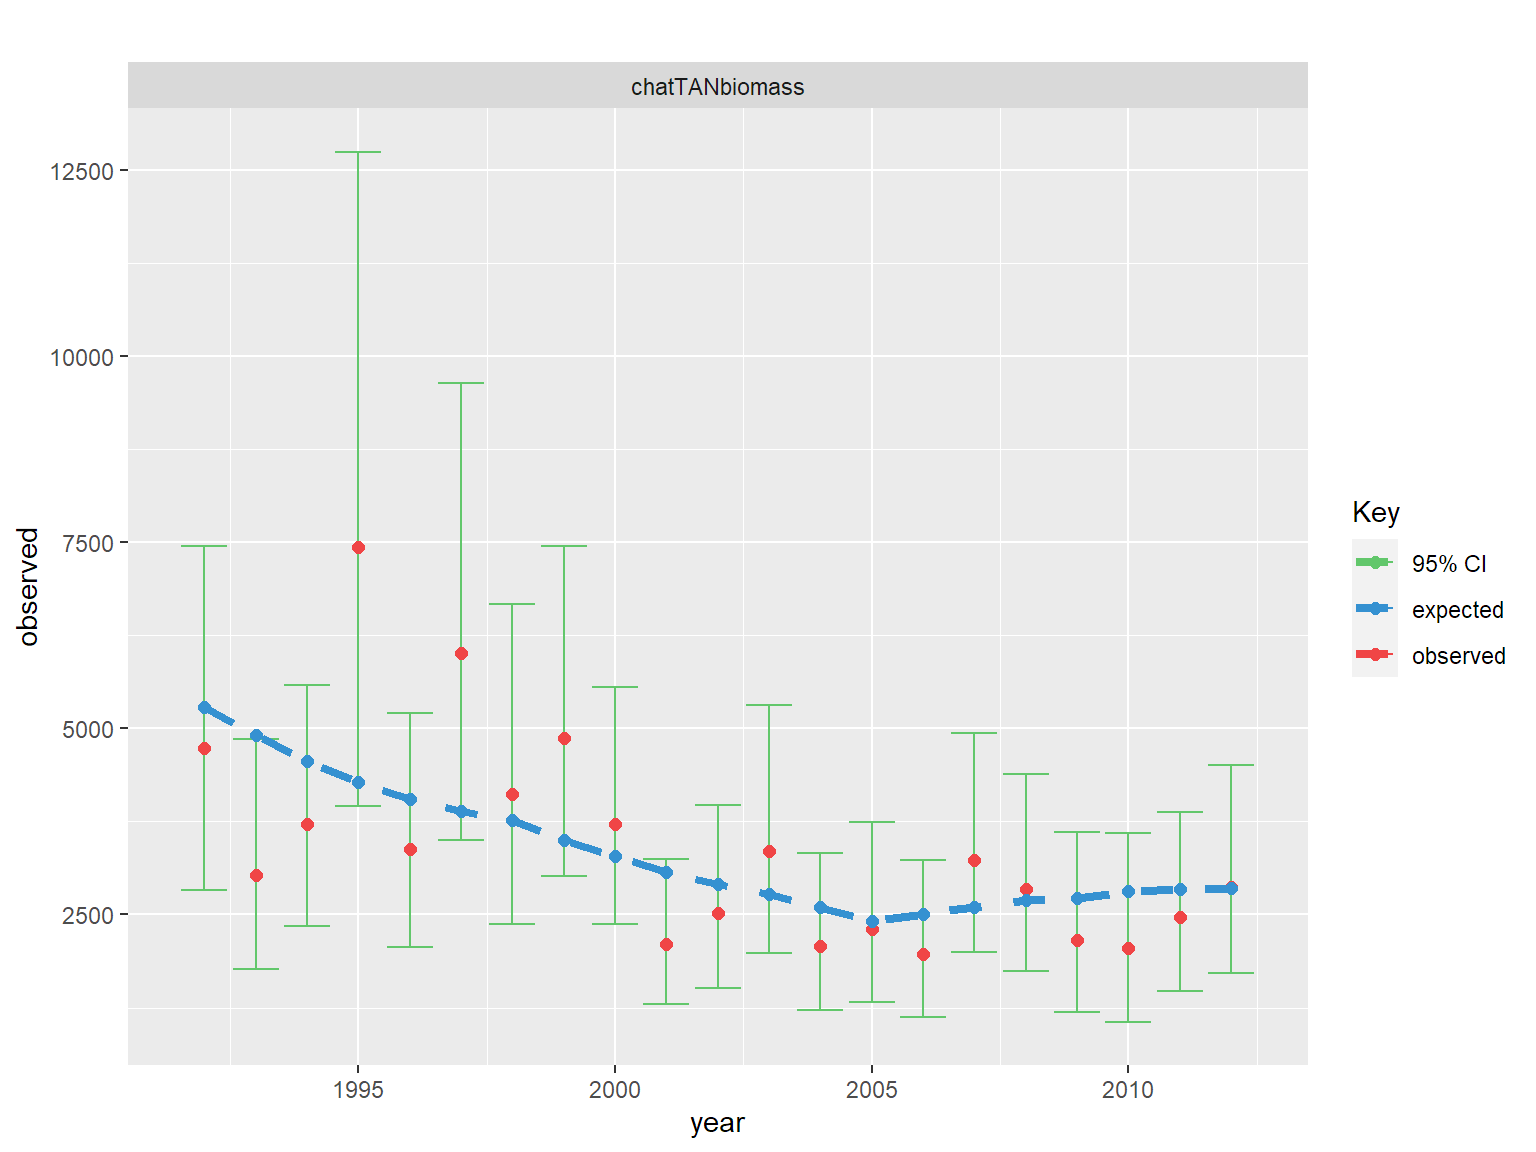 chatTANbiomass
12500
10000
7500
5000
2500
observed
1995 2000 2005 2010
year
Key
95% CI
expected
observed